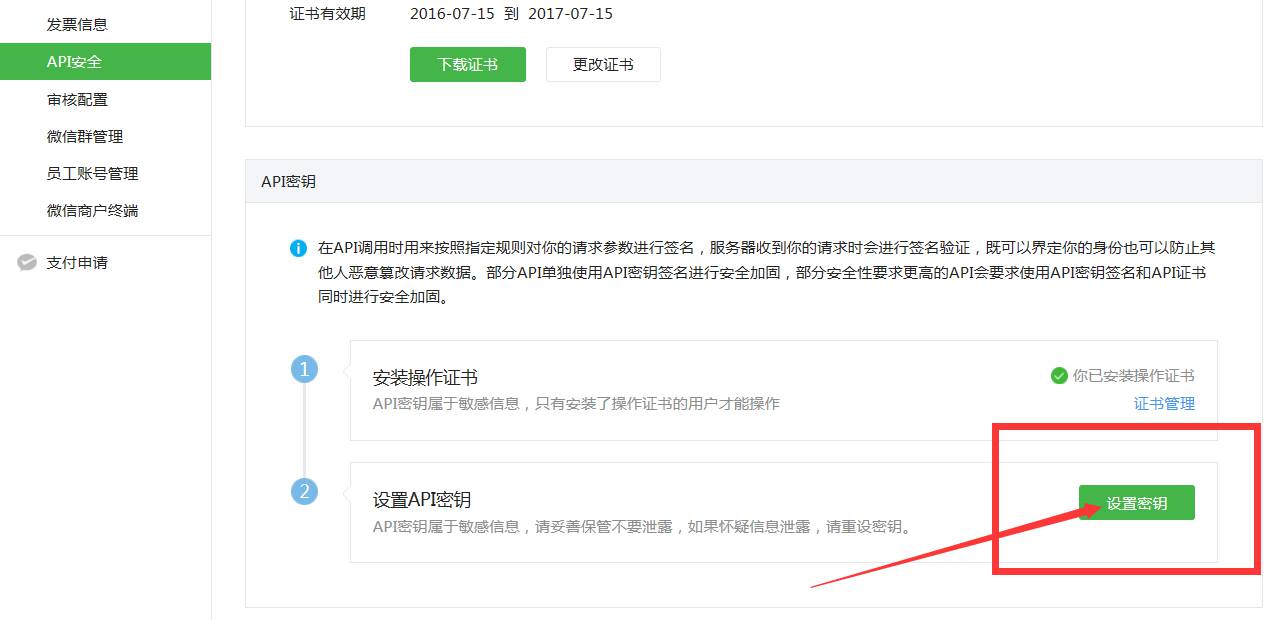 发票信息
API安全
审核配置
微信群管理
员工账号管理
微信商户终端
支付申请
证书有效期 2016-07-15 到 2017-07-15
下载证书 更改证书
API密钥
在API调用时用来按照指定规则对你的请求参数进行签名，服务器收到你的请求时会进行签名验证，既可以界定你的身份也可以防止其
他人恶意篡改请求数据。部分API单独使用API密钥签名进行安全加固，部分安全性要求更高的API会要求使用API密钥签名和API证书
同时进行安全加固。
1
安装操作证书
你已安装操作证书
API密钥属于敏感信息，只有安装了操作证书的用户才能操作
证书管理
2
设置API密钥
设置密钥
API密钥属于敏感信息，请妥善保管不要泄露，如果怀疑信息泄露，请重设密钥。